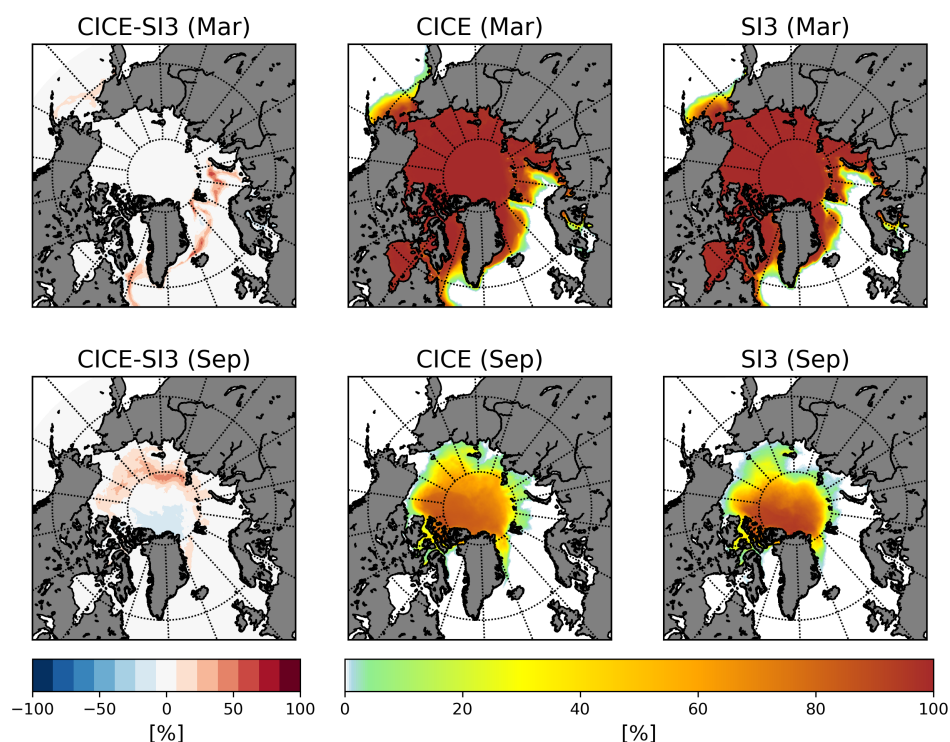 CICE-SI3 (Mar)
CICE (Mar)
SI3 (Mar)
CICE-SI3 (Sep)
CICE (Sep)
SI3 (Sep)
−100 −50 0 50 100
[%]
0 20 40 60 80 100
[%]